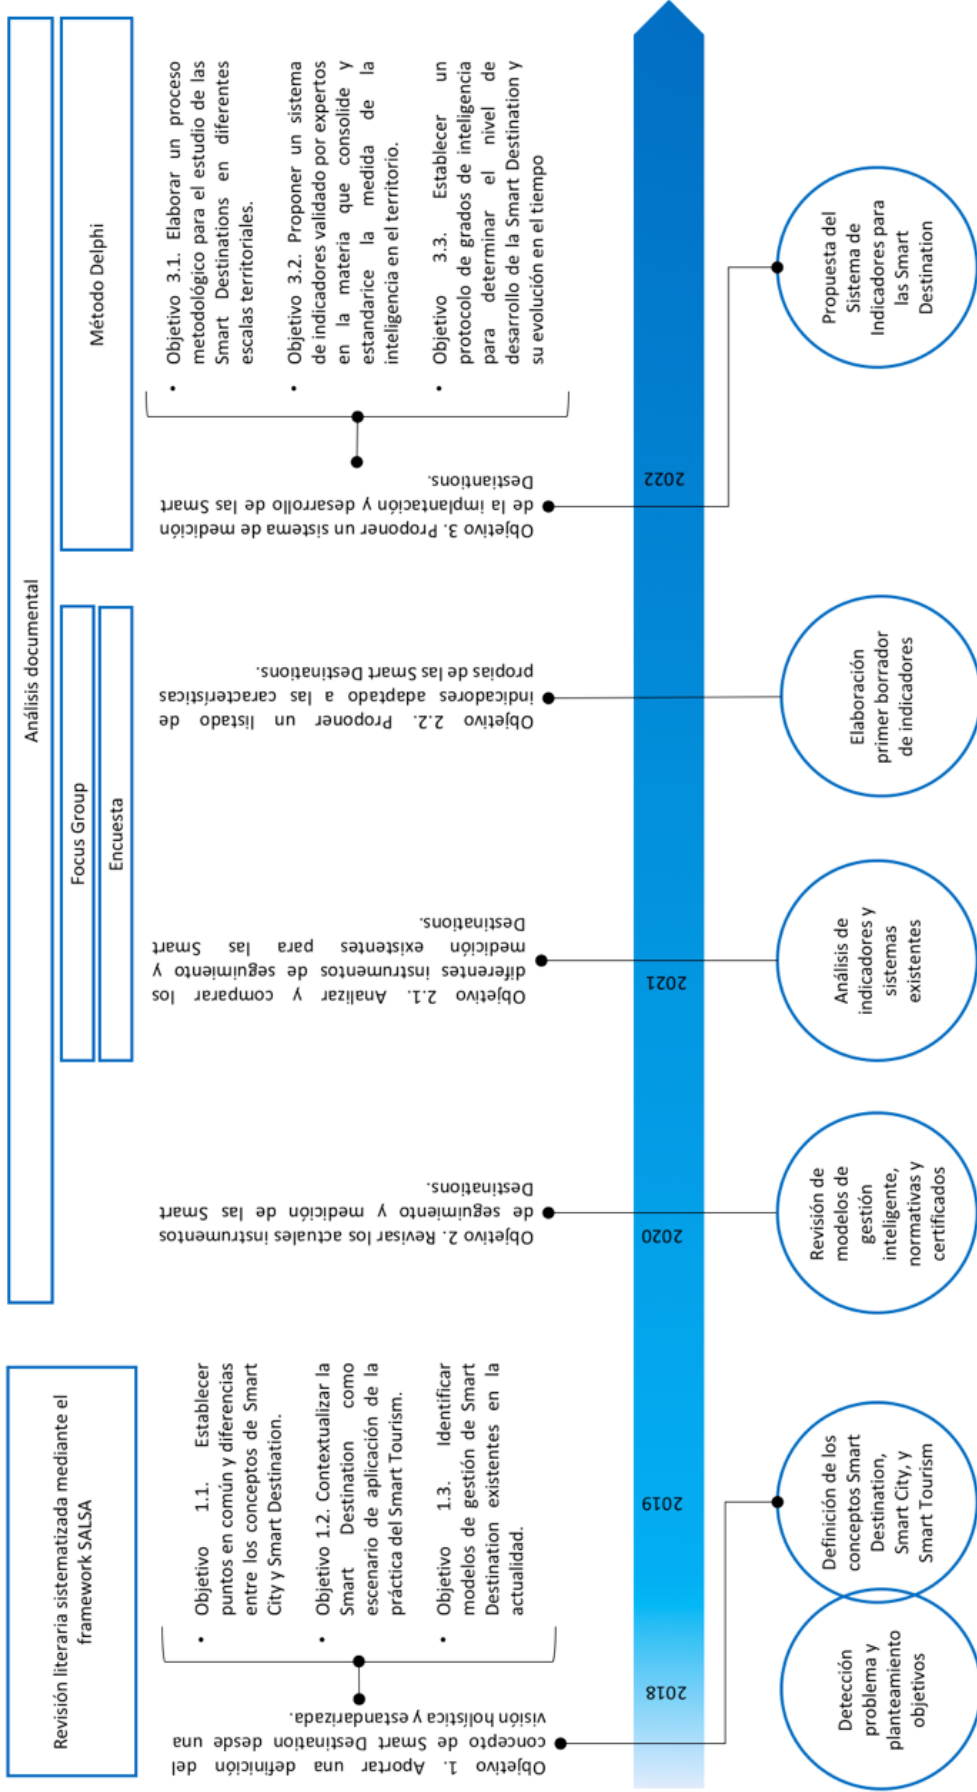 Revisión literaria sistematizada mediante el
framework SALSA
Análisis documental
Focus Group
Encuesta
Método Delphi
Objetivo 1. Aportar una definición del
concepto de Smart Destination desde una
visión holística y estandarizada.
• Objetivo 1.1. Establecer
puntos en común y diferencias
entre los conceptos de Smart
City y Smart Destination.
• Objetivo 1.2. Contextualizar la
Smart Destination como
escenario de aplicación de la
práctica del Smart Tourism.
• Objetivo 1.3. Identificar
modelos de gestión de Smart
Destination existentes en la
actualidad.
Objetivo 2. Revisar los actuales instrumentos
de seguimiento y medición de las Smart
Destinations.
Objetivo 2.1. Analizar y comparar los
diferentes instrumentos de seguimiento y
medición existentes para las Smart
Destinations.
Objetivo 2.2. Proponer un listado de
indicadores adaptado a las características
propias de las Smart Destinations.
Objetivo 3. Proponer un sistema de medición
de la implantación y desarrollo de las Smart
Destiantions.
• Objetivo 3.1. Elaborar un proceso
metodológico para el estudio de las
Smart Destinations en diferentes
escalas territoriales.
• Objetivo 3.2. Proponer un sistema
de indicadores validado por expertos
en la materia que consolide y
estandarice la medida de la
inteligencia en el territorio.
• Objetivo 3.3. Establecer un
protocolo de grados de inteligencia
para determinar el nivel de
desarrollo de la Smart Destination y
su evolución en el tiempo
2018
2019
2020
2021
2022
Detección
problema y
planteamiento
objetivos
Definición de los
conceptos Smart
Destination,
Smart City, y
Smart Tourism
Revisión de
modelos de
gestión
inteligente,
normativas y
certificados
Análisis de
indicadores y
sistemas
existentes
Elaboración
primer borrador
de indicadores
Propuesta del
Sistema de
Indicadores para
las Smart
Destination